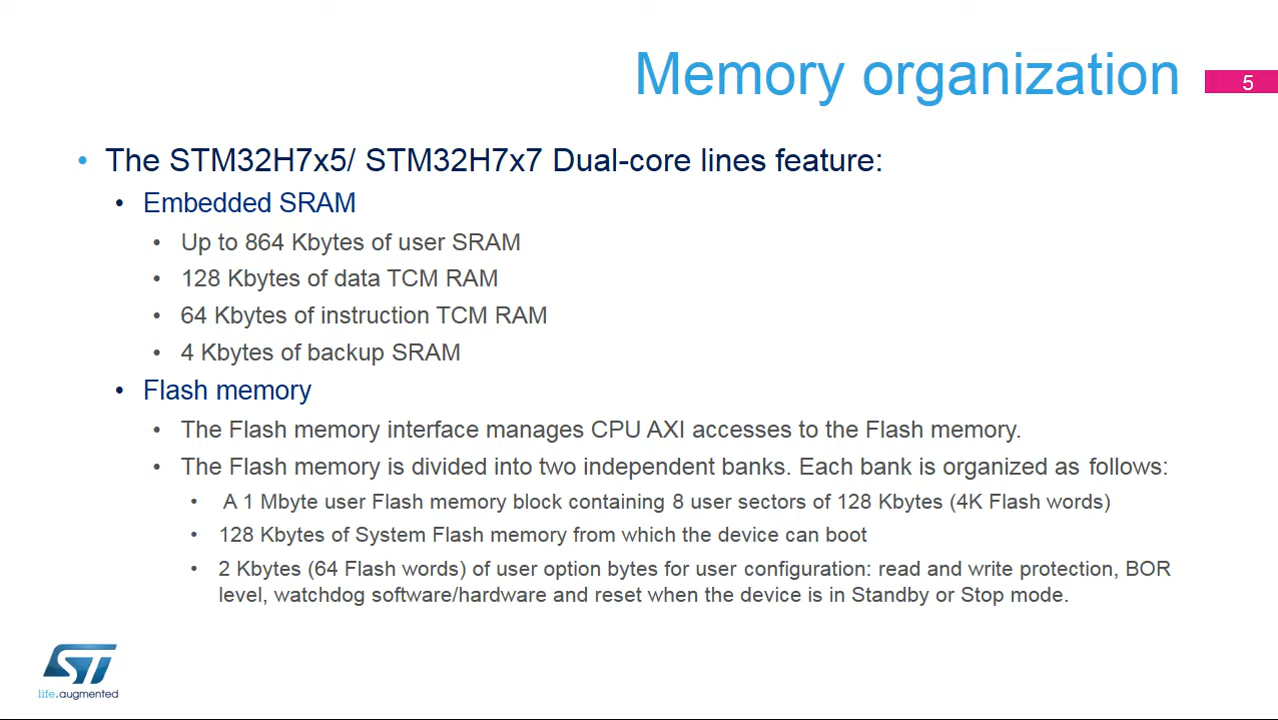 Memory organization
5
• The STM32H7x5/ STM32H7x7 Dual-core lines feature:
• Embedded SRAM
• Up to 864 Kbytes of user SRAM
• 128 Kbytes of data TCM RAM
• 64 Kbytes of instruction TCM RAM
• 4 Kbytes of backup SRAM
• Flash memory
• The Flash memory interface manages CPU AXI accesses to the Flash memory.
• The Flash memory is divided into two independent banks. Each bank is organized as follows:
• A 1 Mbyte user Flash memory block containing 8 user sectors of 128 Kbytes (4K Flash words)
• 128 Kbytes of System Flash memory from which the device can boot
• 2 Kbytes (64 Flash words) of user option bytes for user configuration: read and write protection, BOR
level, watchdog software/hardware and reset when the device is in Standby or Stop mode.
ST
life.augmented